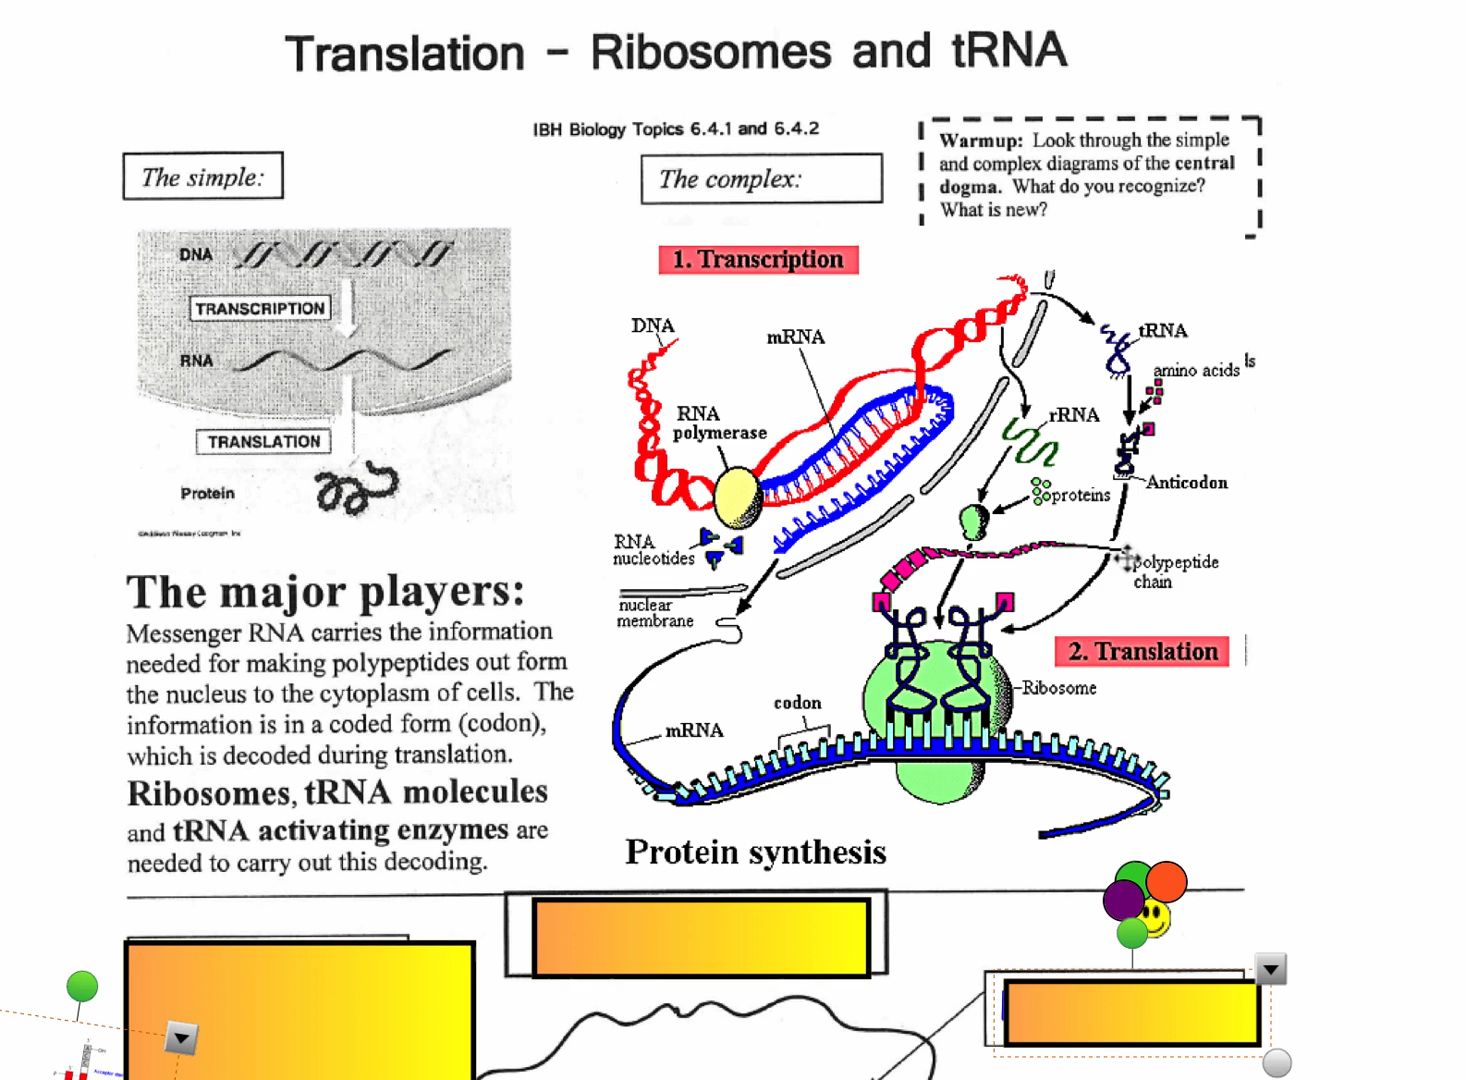 Translation – Ribosomes and tRNA
IBH Biology Topics 6.4.1 and 6.4.2
Warmup: Look through the simple
and complex diagrams of the central
dogma. What do you recognize?
What is new?
The simple:
The complex:
DNA
TRANSCRIPTION
RNA
TRANSLATION
Protein
The major players:
Messenger RNA carries the information
needed for making polypeptides out form
the nucleus to the cytoplasm of cells. The
information is in a coded form (codon),
which is decoded during translation.
Ribosomes, tRNA molecules
and tRNA activating enzymes are
needed to carry out this decoding.
1. Transcription
DNA
mRNA
tRNA
amino acids
ls
RNA
polymerase
rRNA
Anticodon
proteins
RNA
nucleotides
polypeptide
chain
nuclear
membrane
2. Translation
Ribosome
codon
mRNA
Protein synthesis